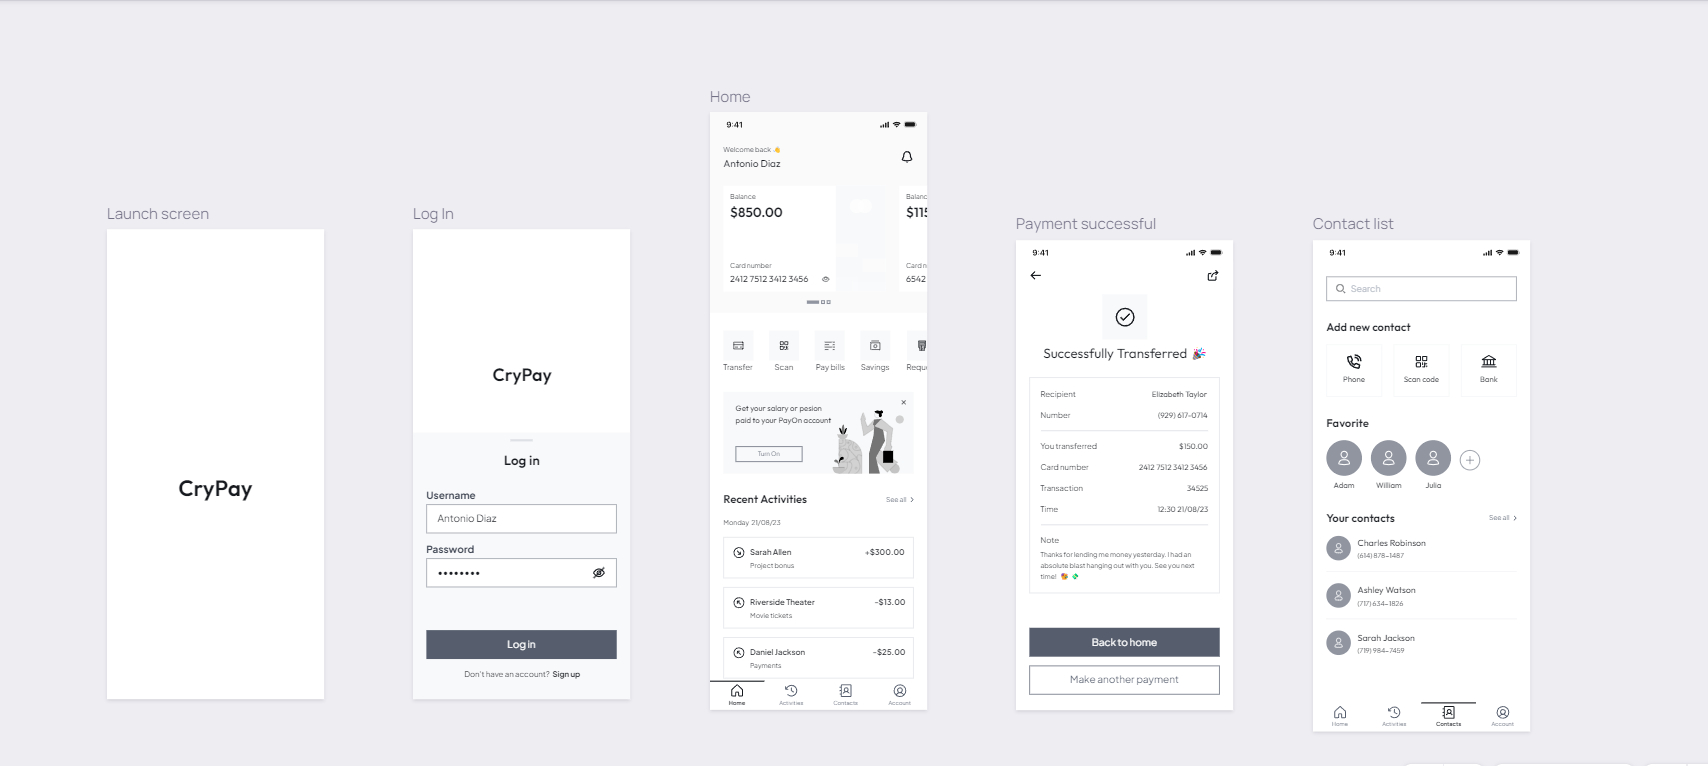 Launch screen
CryPay
Log In
CryPay
Log in
Username
Antonio Diaz
Password
••••••••
Log in
Don't have an account? Sign up
Home
9:41
Welcome back 👋
Antonio Diaz
Balance
$850.00
Card number
2412 7512 3412 3456
Balanc
$115
Card n
6542
Transfer
Scan
Pay bills
Savings
Reque
Get your salary or pesion
paid to your PayOn account
Turn On
Recent Activities
See all
Monday 21/08/23
Sarah Allen
+$300.00
Project bonus
Riverside Theater
-$13.00
Movie tickets
Daniel Jackson
-$25.00
Payments
Home
Activities
Contacts
Account
Payment successful
9:41
Successfully Transferred 🎉
Recipient
Elizabeth Taylor
Number
(929) 617-0714
You transferred
$150.00
Card number
2412 7512 3412 3456
Transaction
34525
Time
12:30 21/08/23
Note
Thanks for lending me money yesterday. I had an
absolute blast hanging out with you. See you next
time!
Back to home
Make another payment
Contact list
9:41
Search
Add new contact
Phone
Scan code
Bank
Favorite
Adam
William
Julia
Your contacts
See all
Charles Robinson
(614) 878-1487
Ashley Watson
(717) 634-1826
Sarah Jackson
(719) 984-7459
Home
Activities
Contacts
Account